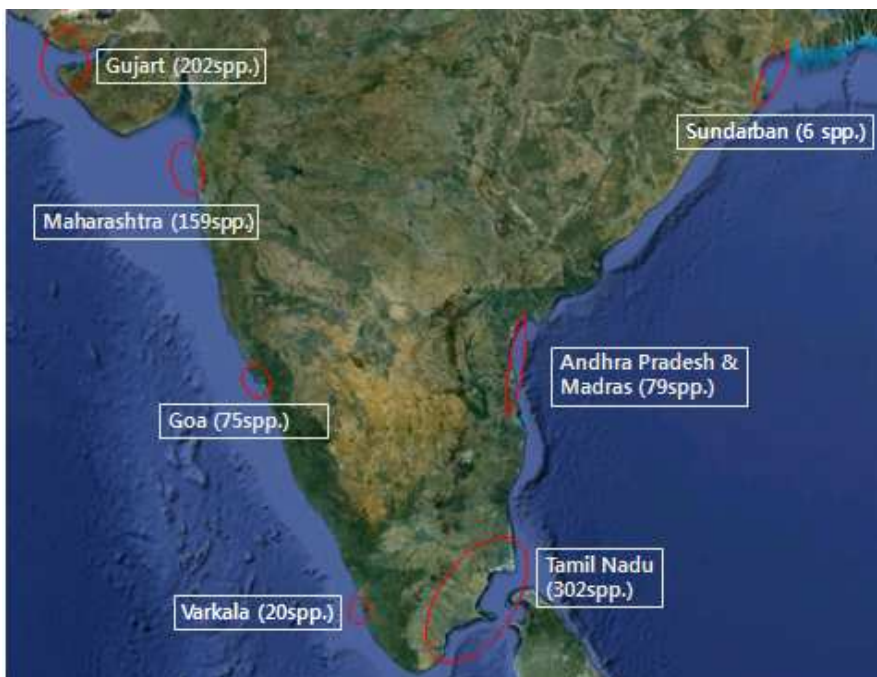 Gujart (202spp.)
Sundarban (6 spp.)
Maharashtra (159spp.)
Andhra Pradesh &
Madras (79spp.)
Goa (75spp.)
Tamil Nadu
(302spp.)
Varkala (20spp.)